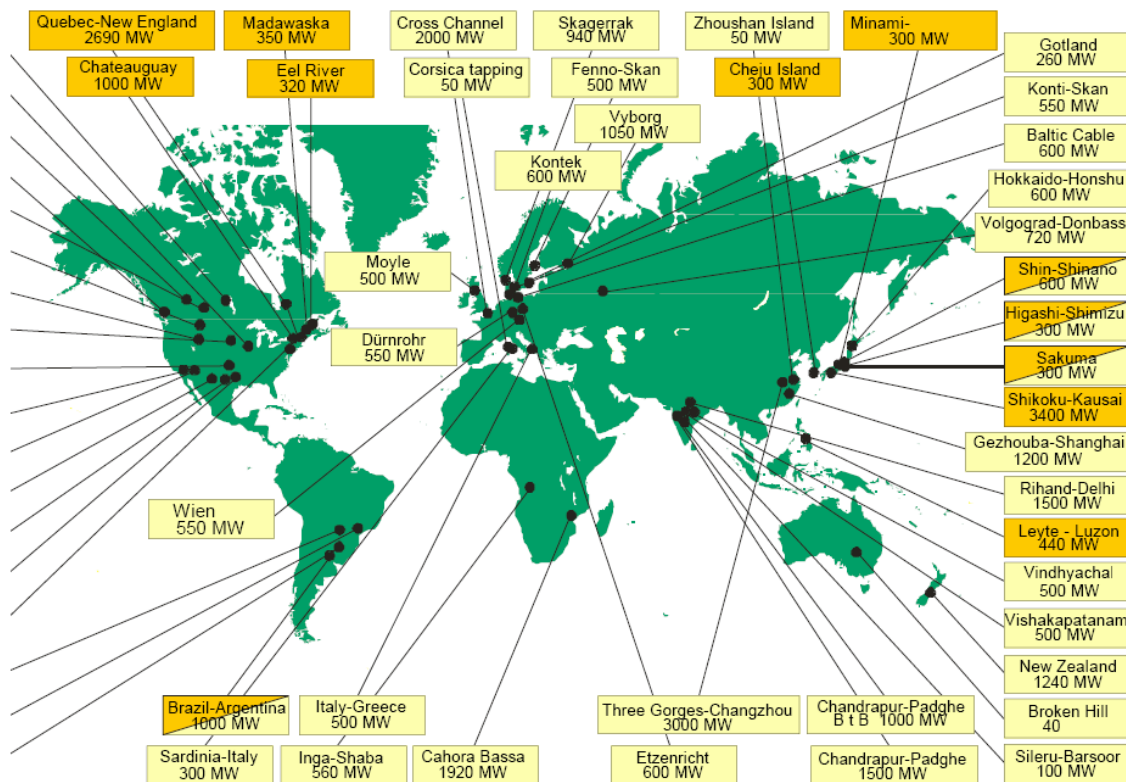 Quebec-New England
2690 MW
Madawaska
350 MW
Cross Channel
2000 MW
Skagerrak
940 MW
Zhoushan Island
50 MW
Minami-
300 MW
Chateauguay
1000 MW
Eel River
320 MW
Corsica tapping
50 MW
Fenno-Skan
500 MW
Cheju Island
300 MW
Gotland
260 MW
Konti-Skan
550 MW
Vyborg
1050 MW
Baltic Cable
600 MW
Kontek
600 MW
Hokkaido-Honshu
600 MW
Volgograd-Donbass
720 MW
Moyle
500 MW
Shin-Shinano
600 MW
Higashi-Shimizu
300 MW
Dürnrohr
550 MW
Sakuma
300 MW
Shikoku-Kausai
3400 MW
Gezhouba-Shanghai
1200 MW
Rihand-Delhi
1500 MW
Wien
550 MW
Leyte - Luzon
440 MW
Vindhyachal
500 MW
Vishakapatanam
500 MW
New Zealand
1240 MW
Brazil-Argentina
1000 MW
Italy-Greece
500 MW
Three Gorges-Changzhou
3000 MW
Chandrapur-Padghe
B t B 1000 MW
Broken Hill
40
Sardinia-Italy
300 MW
Inga-Shaba
560 MW
Cahora Bassa
1920 MW
Etzenricht
600 MW
Chandrapur-Padghe
1500 MW
Sileru-Barsoor
100 MW